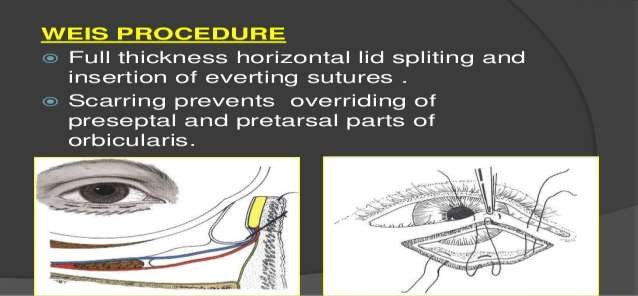 WEIS PROCEDURE
Full thickness horizontal lid spliting and
insertion of everting sutures .
Scarring prevents overriding of
preseptal and pretarsal parts of
orbicularis.